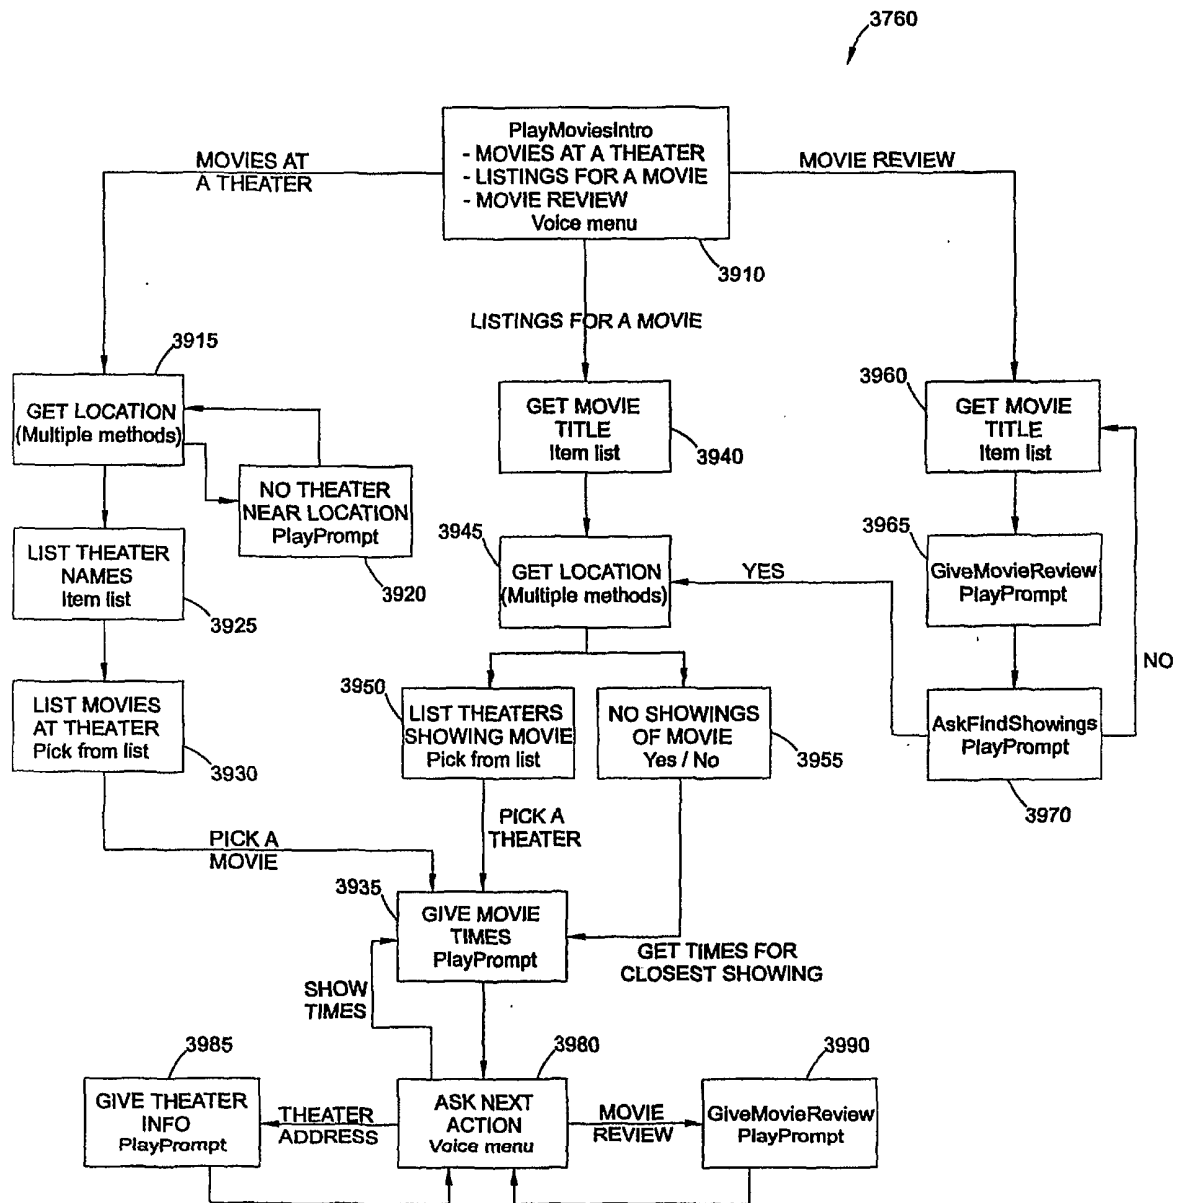 3760
PlayMoviesIntro
- MOVIES AT A THEATER
- LISTINGS FOR A MOVIE
- MOVIE REVIEW
Voice menu
3910
MOVIES AT
A THEATER
MOVIE REVIEW
LISTINGS FOR A MOVIE
3915
GET LOCATION
(Multiple methods)
NO THEATER
NEAR LOCATION
PlayPrompt
3920
LIST THEATER
NAMES
Item list
3925
LIST MOVIES
AT THEATER
Pick from list
3930
PICK A
MOVIE
GET MOVIE
TITLE
Item list
3940
3945
GET LOCATION
(Multiple methods)
3950
LIST THEATERS
SHOWING MOVIE
Pick from list
NO SHOWINGS
OF MOVIE
Yes / No
3955
PICK A
THEATER
3960
GET MOVIE
TITLE
Item list
3965
GiveMovieReview
PlayPrompt
YES
NO
AskFindShowings
PlayPrompt
3970
3935
GIVE MOVIE
TIMES
PlayPrompt
GET TIMES FOR
CLOSEST SHOWING
SHOW
TIMES
3985
GIVE THEATER
INFO
PlayPrompt
THEATER
ADDRESS
3980
ASK NEXT
ACTION
Voice menu
MOVIE
REVIEW
3990
GiveMovieReview
PlayPrompt